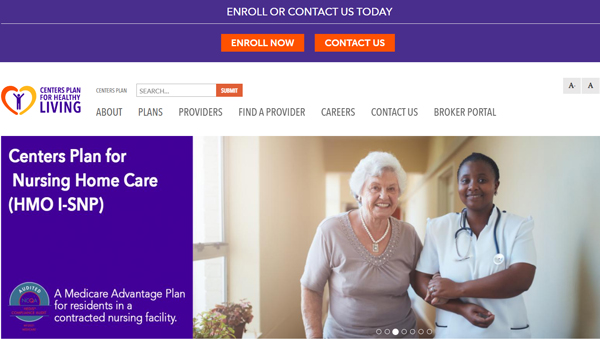 ENROLL OR CONTACT US TODAY
ENROLL NOW CONTACT US
CENTERS PLAN
FOR HEALTHY
LIVING
CENTERS PLAN SEARCH... SUBMIT
A- A
ABOUT PLANS PROVIDERS FIND A PROVIDER CAREERS CONTACT US BROKER PORTAL
Centers Plan for
Nursing Home Care
(HMO I-SNP)
AUDITED
NCQA
A Medicare Advantage Plan
for residents in a
contracted nursing facility.